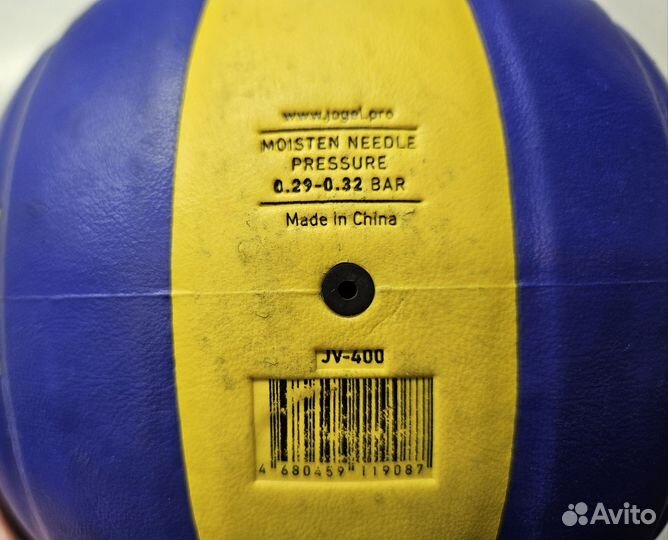 www.jogel.pro
MOISTEN NEEDLE
PRESSURE
0.29-0.32 BAR
Made in China
JV-400
4 680459 119087
Avito